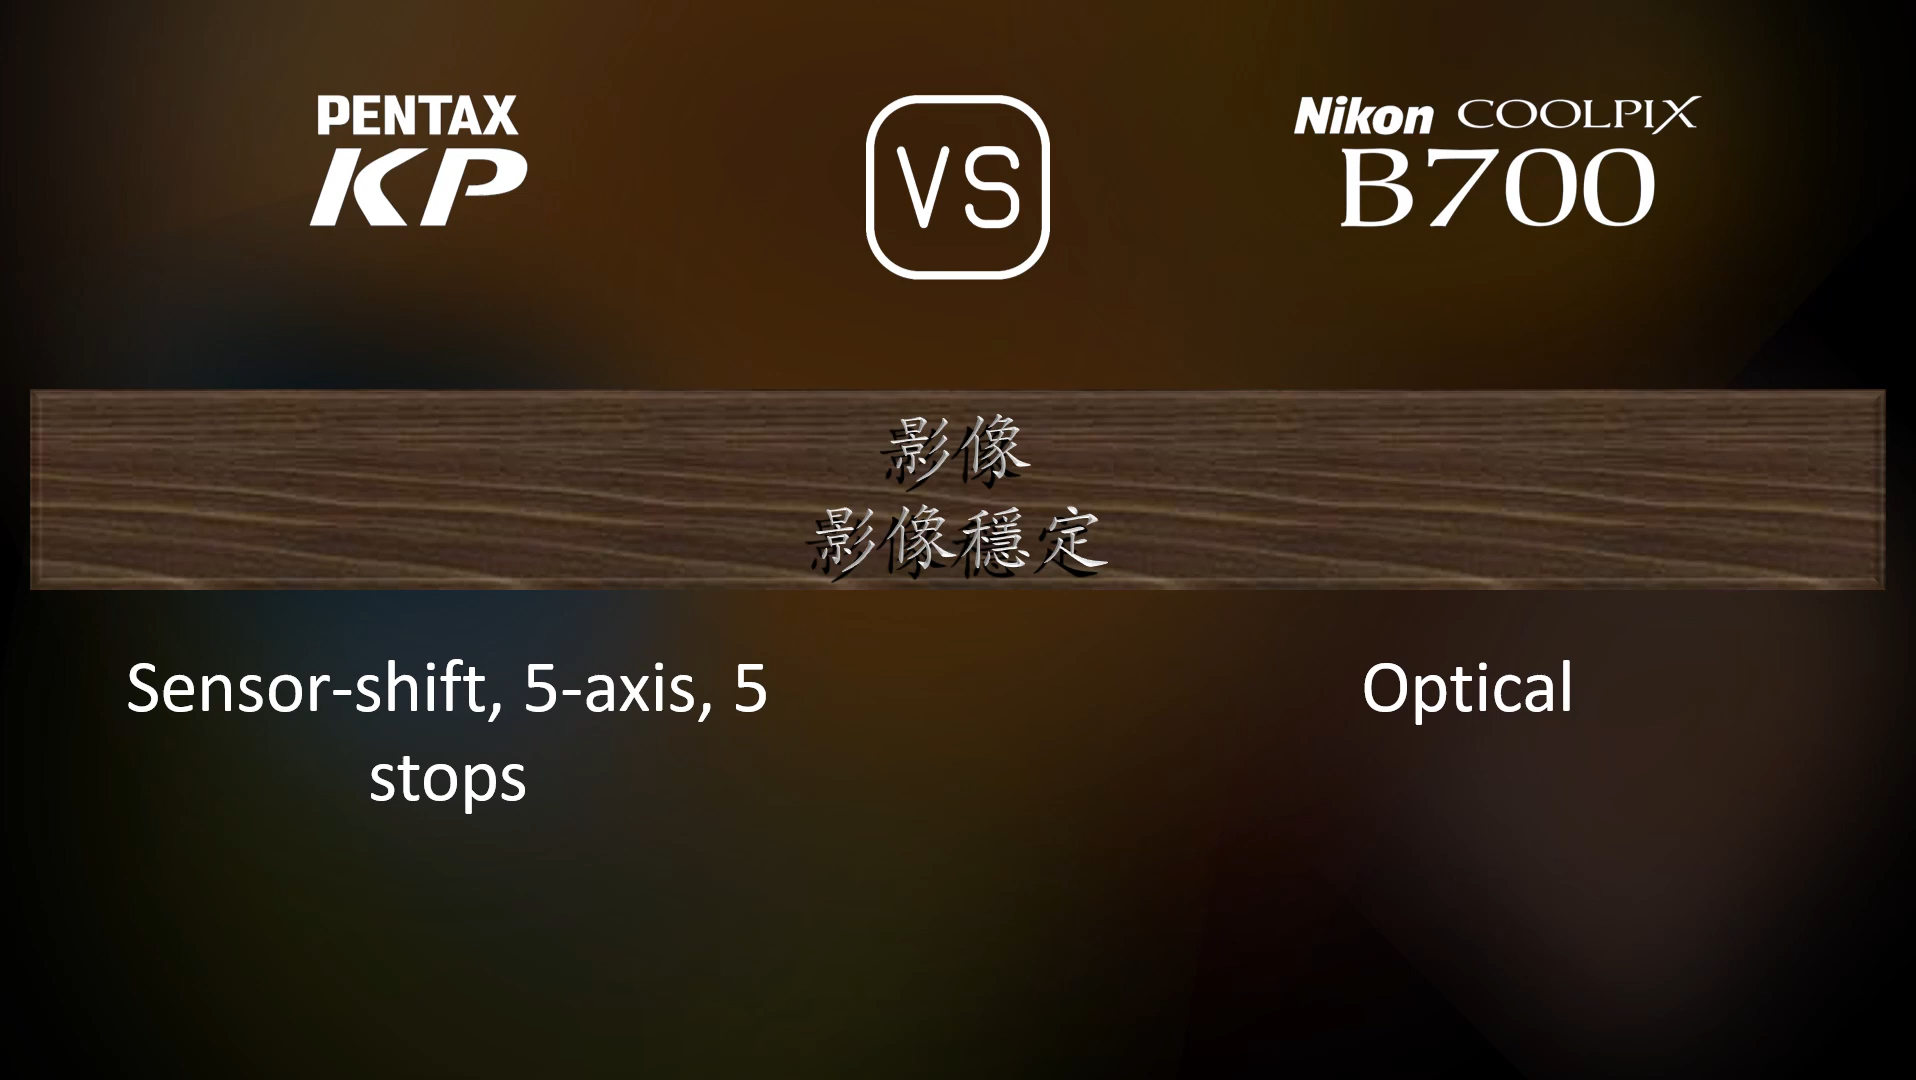 PENTAX
KP
VS
Nikon COOLPIX
B700
影像
影像穩定
Sensor-shift, 5-axis, 5
stops
Optical